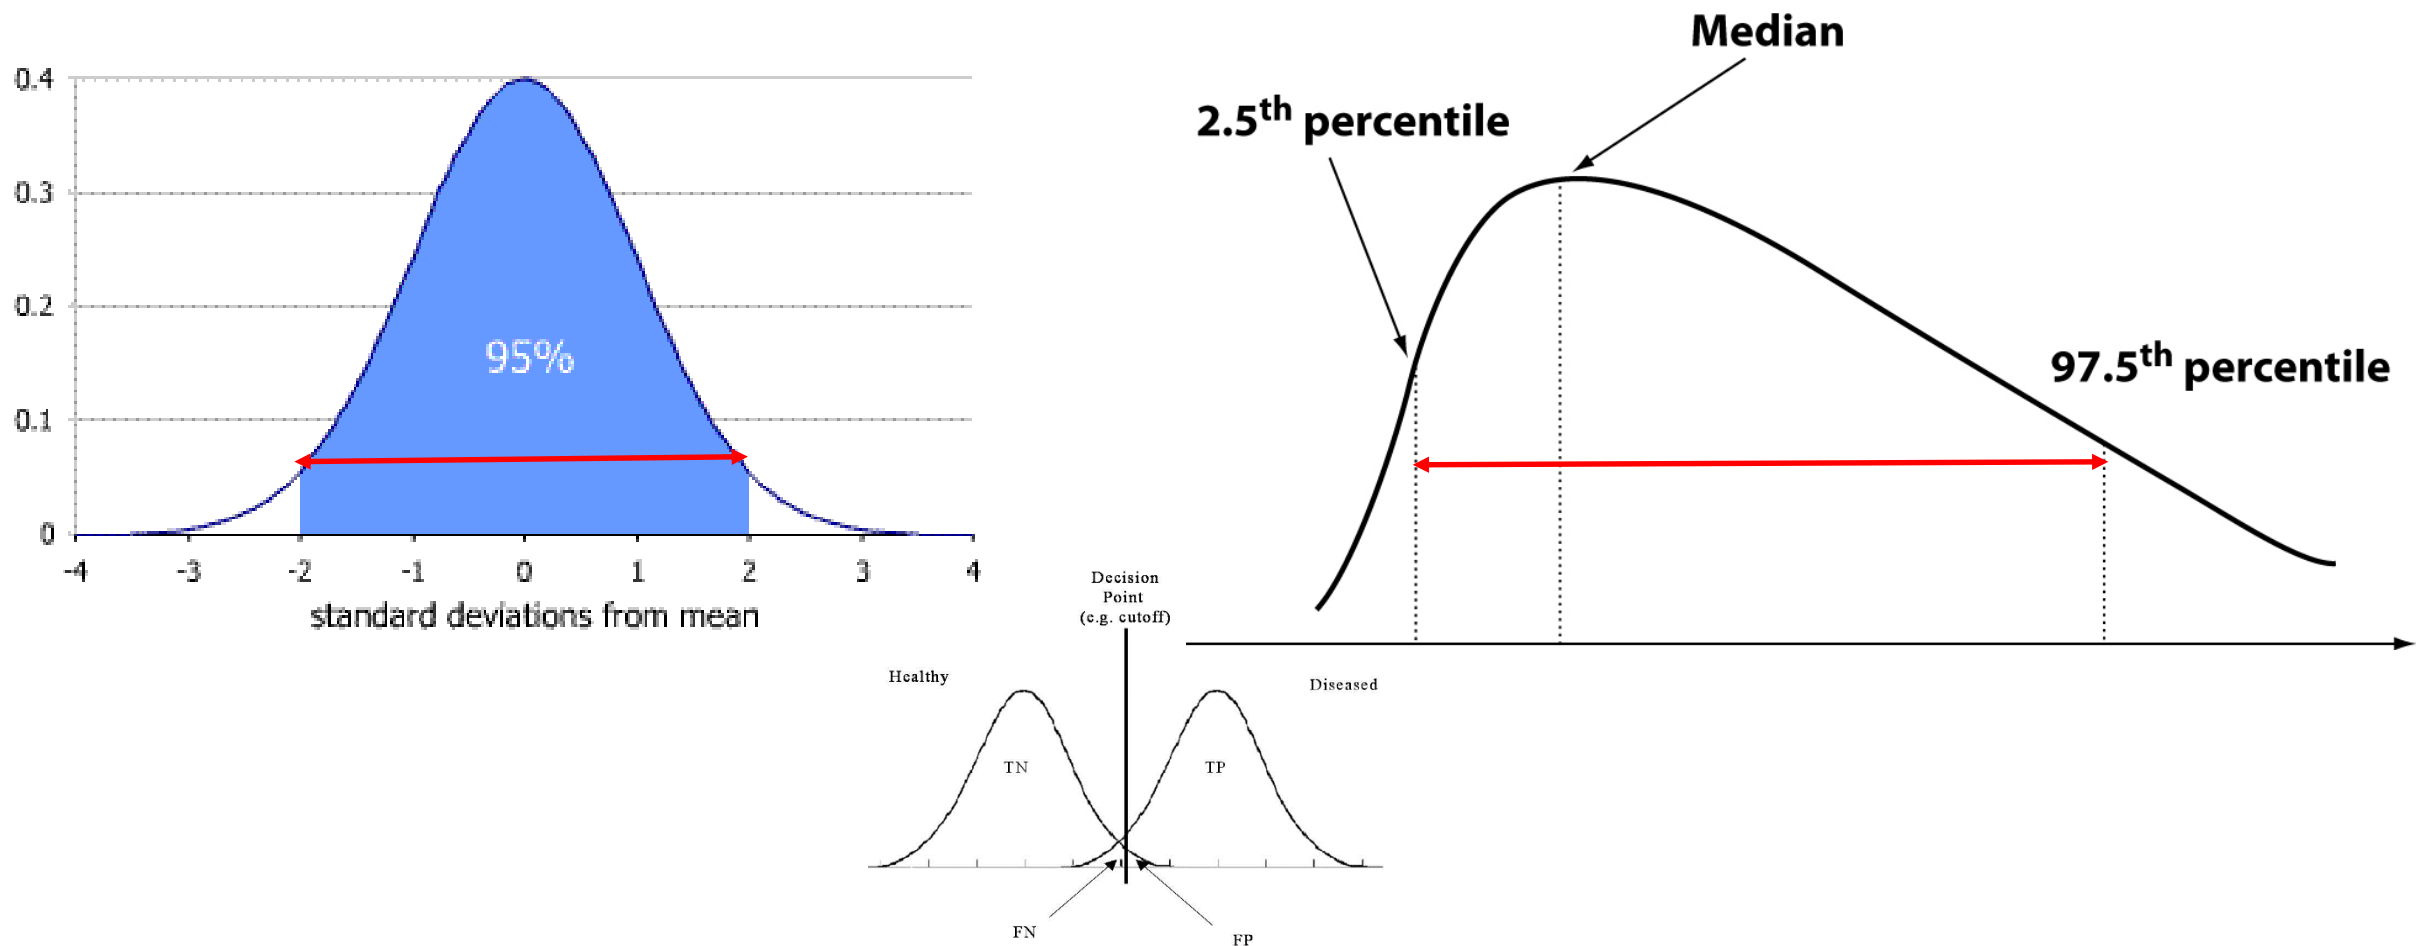 0.4
0.3
0.2
0.1
0
95%
-4 -3 -2 -1 0 1 2 3 4
standard deviations from mean
Median
2.5th percentile
97.5th percentile
Decision
Point
(e.g. cutoff)
Healthy
Diseased
TN
TP
FN
FP